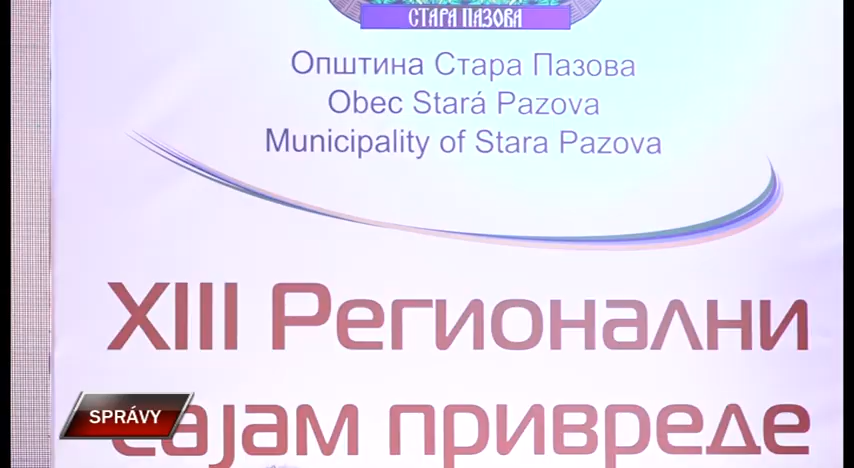 СТАРА ПАЗОВА
Општина Стара Пазова
Obec Stará Pazova
Municipality of Stara Pazova
XIII Регионални
сајам привреде
SPRÁVY